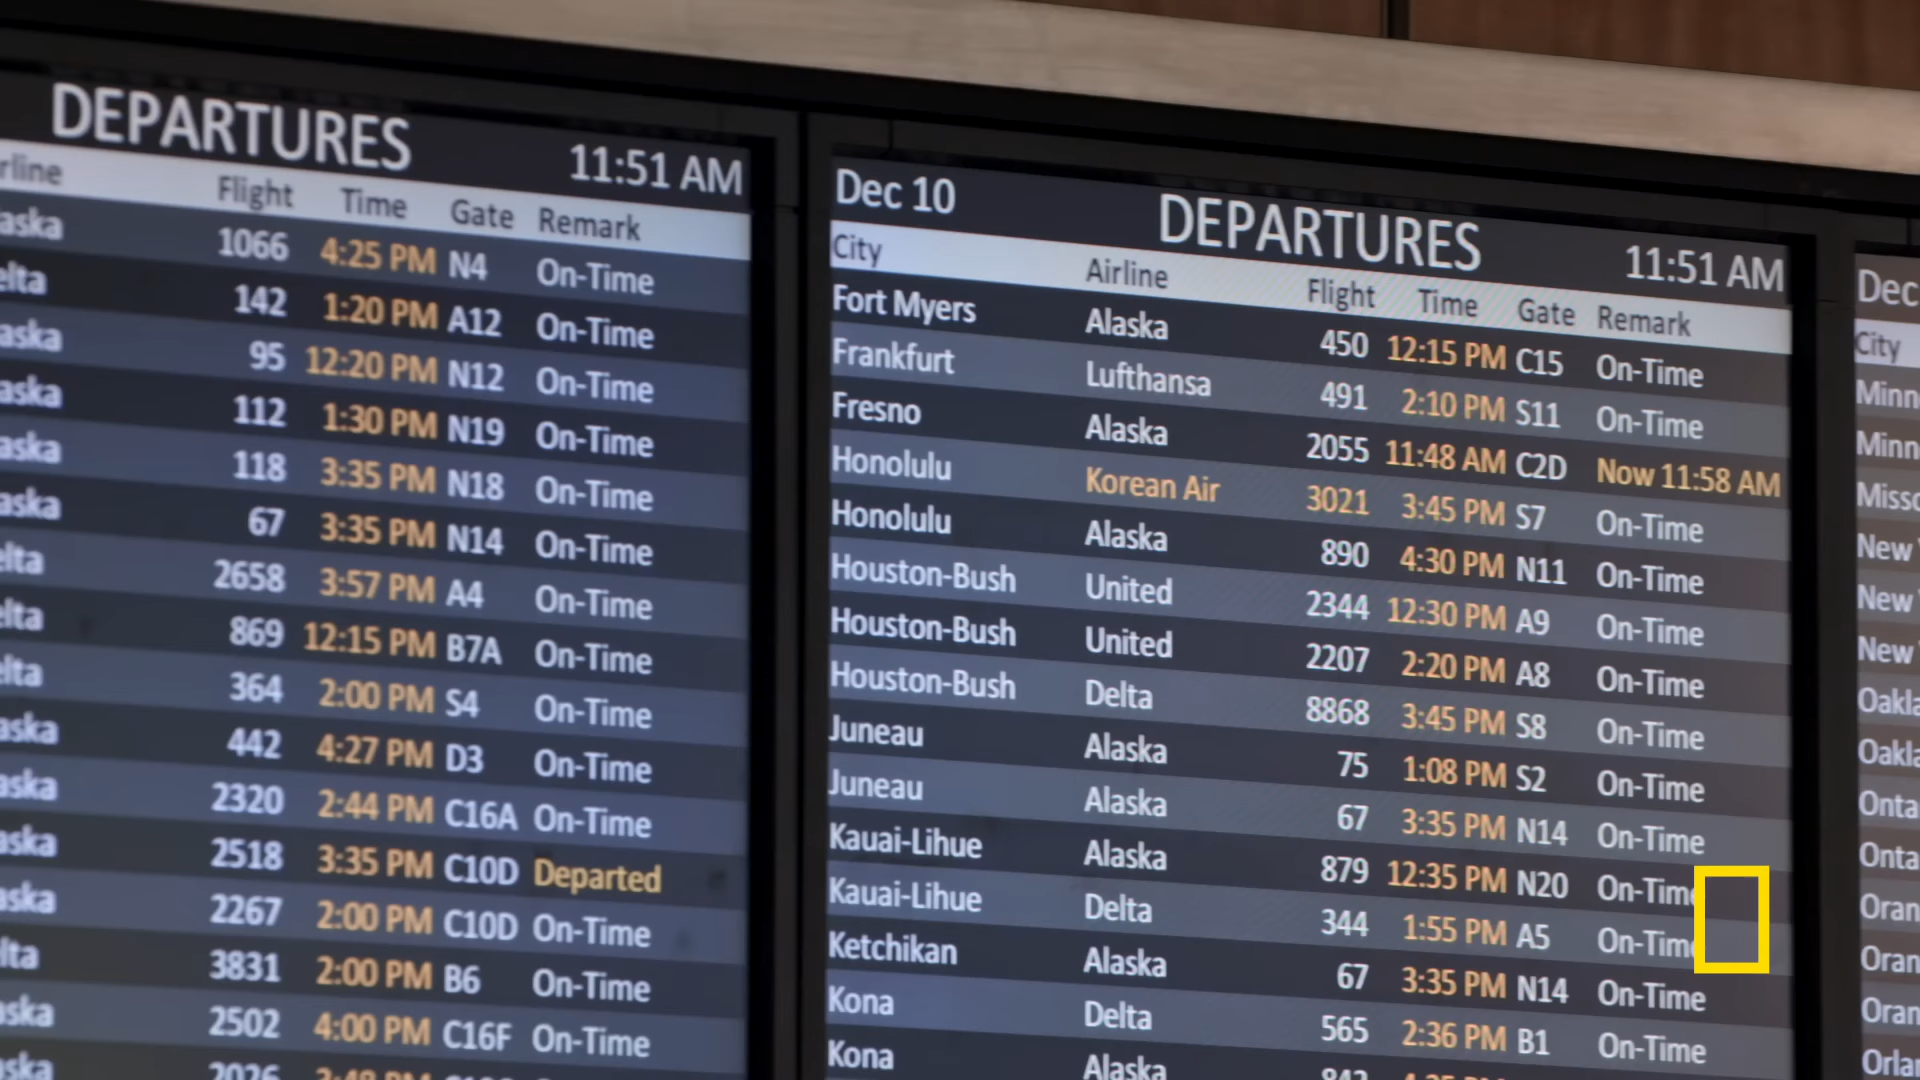 DEPARTURES 11:51 AM
Flight Time Gate Remark
1066 4:25 PM N4 On-Time
142 1:20 PM A12 On-Time
95 12:20 PM N12 On-Time
112 1:30 PM N19 On-Time
118 3:35 PM N18 On-Time
67 3:35 PM N14 On-Time
2658 3:57 PM A4 On-Time
869 12:15 PM B7A On-Time
364 2:00 PM S4 On-Time
442 4:27 PM D3 On-Time
2320 2:44 PM C16A On-Time
2518 3:35 PM C10D Departed
2267 2:00 PM C10D On-Time
3831 2:00 PM B6 On-Time
2502 4:00 PM C16F On-Time
Dec 10 DEPARTURES 11:51 AM
City Airline Flight Time Gate Remark
Fort Myers Alaska 450 12:15 PM C15 On-Time
Frankfurt Lufthansa 491 2:10 PM S11 On-Time
Fresno Alaska 2055 11:48 AM C2D Now 11:58 AM
Honolulu Korean Air 3021 3:45 PM S7 On-Time
Honolulu Alaska 890 4:30 PM N11 On-Time
Houston-Bush United 2344 12:30 PM A9 On-Time
Houston-Bush United 2207 2:20 PM A8 On-Time
Houston-Bush Delta 8868 3:45 PM S8 On-Time
Juneau Alaska 75 1:08 PM S2 On-Time
Juneau Alaska 67 3:35 PM N14 On-Time
Kauai-Lihue Alaska 879 12:35 PM N20 On-Time
Kauai-Lihue Delta 344 1:55 PM A5 On-Time
Ketchikan Alaska 67 3:35 PM N14 On-Time
Kona Delta 565 2:36 PM B1 On-Time
Kona Alaska
Dec
City
New
New
New